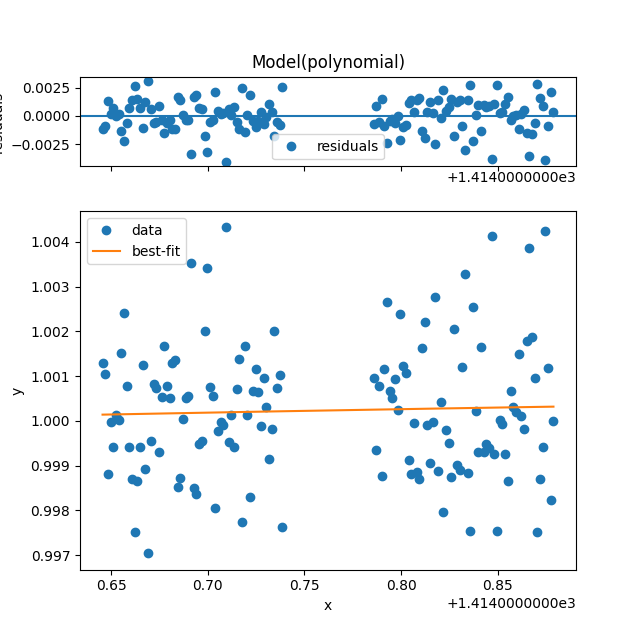 Model(polynomial)
residuals
0.0025
0.0000
−0.0025
residuals
+1.4140000000e3
y
1.004
1.003
1.002
1.001
1.000
0.999
0.998
0.997
data
best-fit
0.65
0.70
0.75
0.80
0.85
x
+1.4140000000e3